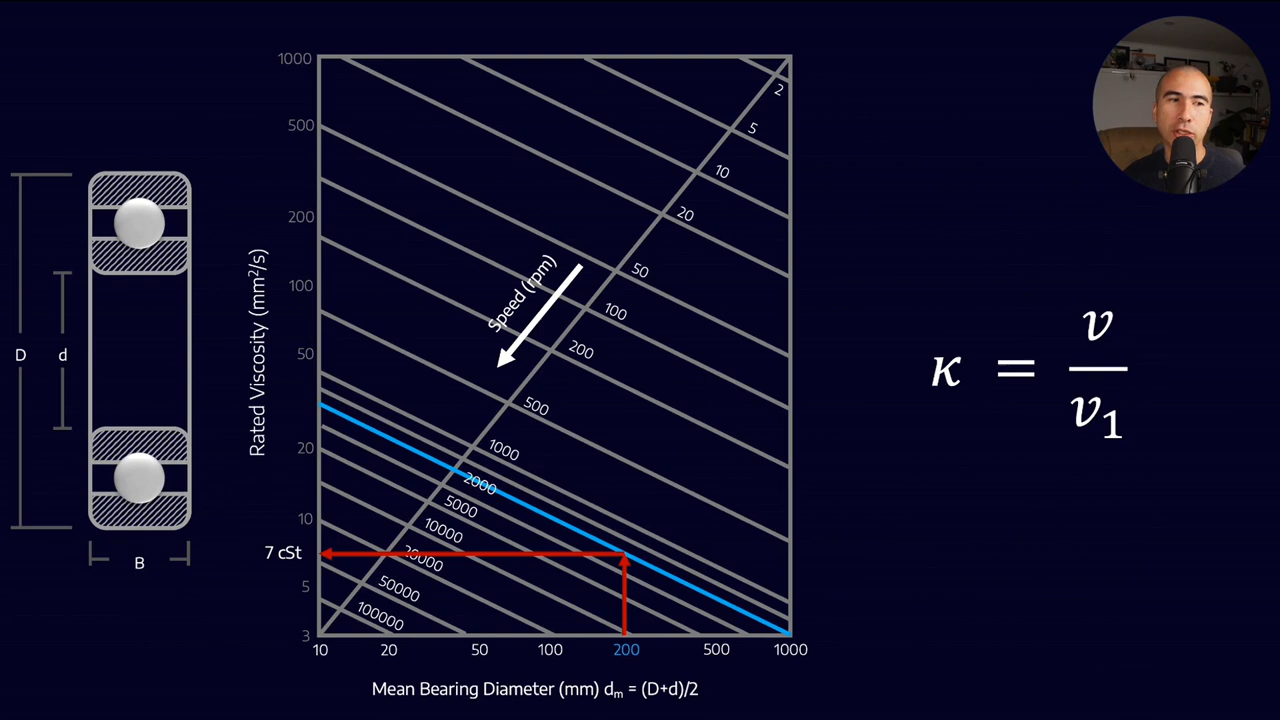 1000
500
200
100
50
20
10
7 cSt
5
3
Rated Viscosity (mm²/s)
D
d
B
Speed (rpm)
2
5
10
20
50
100
200
500
1000
2000
5000
10000
20000
50000
100000
10 20 50 100 200 500 1000
Mean Bearing Diameter (mm) dₘ = (D+d)/2
κ = v / v₁